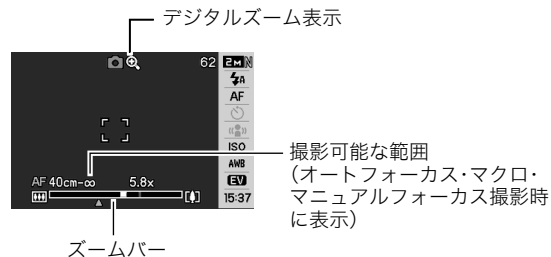 デジタルズーム表示
62 2M N
A
AF
ISO
AWB
EV
15:37
AF 40cm-∞ 5.8x
撮影可能な範囲
(オートフォーカス・マクロ・
マニュアルフォーカス撮影時
に表示)
ズームバー